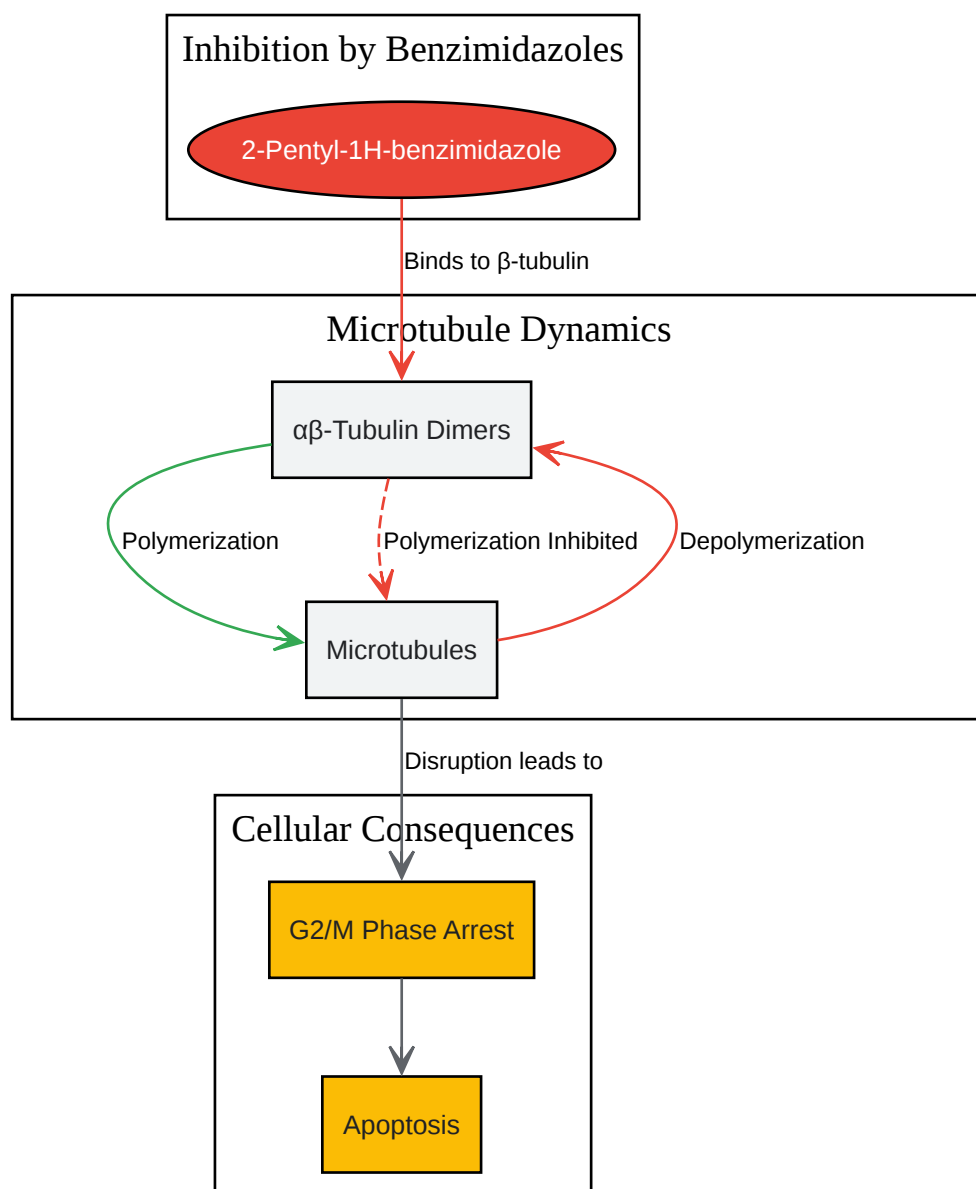 Inhibition by Benzimidazoles
2-Pentyl-1H-benzimidazole
Binds to β-tubulin
Microtubule Dynamics
αβ-Tubulin Dimers
Polymerization
Polymerization Inhibited
Depolymerization
Microtubules
Disruption leads to
Cellular Consequences
G2/M Phase Arrest
Apoptosis